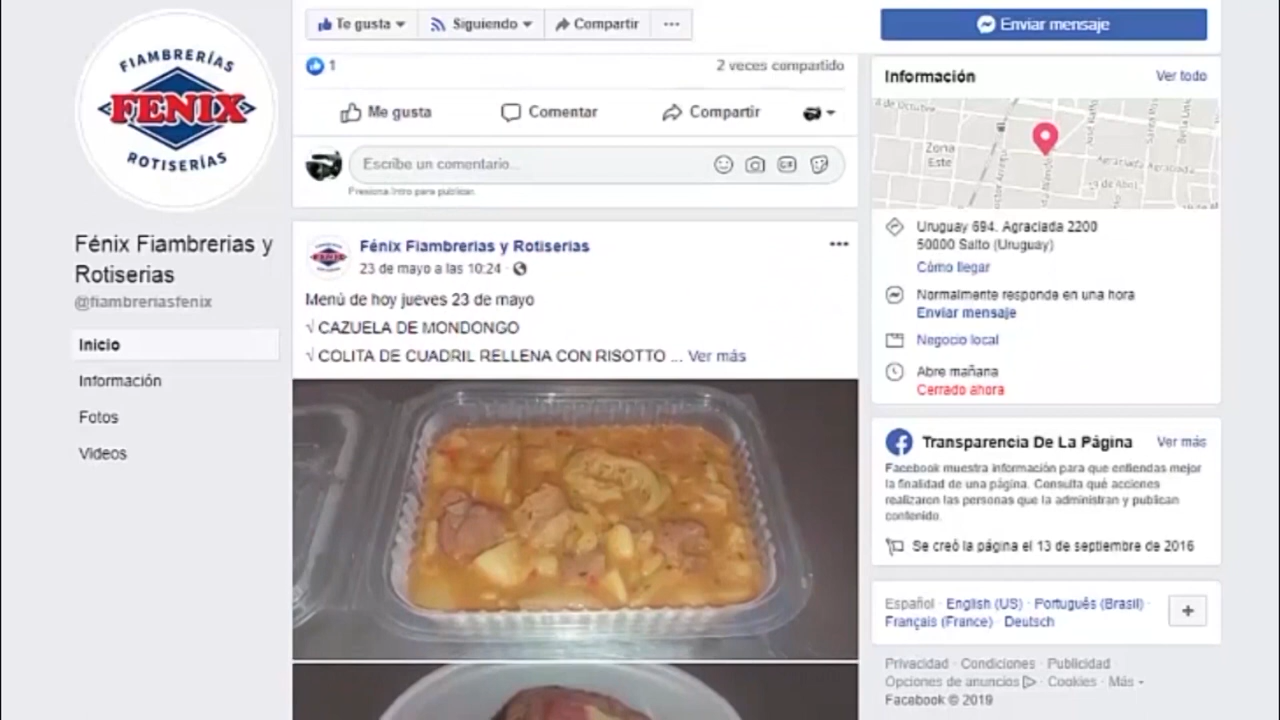 FIAMBRERÍAS
FENIX
ROTISERÍAS
Fénix Fiambrerias y
Rotiserias
@fiambreriasfenix
Inicio
Información
Fotos
Videos
Te gusta
Siguiendo
Compartir
1
2 veces compartido
Me gusta
Comentar
Compartir
Escribe un comentario...
GIF
Presiona Intro para publicar.
FENIX
Fénix Fiambrerias y Rotiserias
23 de mayo a las 10:24 ·
Menú de hoy jueves 23 de mayo
√ CAZUELA DE MONDONGO
√ COLITA DE CUADRIL RELLENA CON RISOTTO ... Ver más
Enviar mensaje
Información Ver todo
Zona
Este
Agraciada Agraciada
Uruguay 694. Agraciada 2200
50000 Salto (Uruguay)
Cómo llegar
Normalmente responde en una hora
Enviar mensaje
Negocio local
Abre mañana
Cerrado ahora
Transparencia De La Página Ver más
Facebook muestra información para que entiendas mejor
la finalidad de una página. Consulta qué acciones
realizaron las personas que la administran y publican
contenido.
Se creó la página el 13 de septiembre de 2016
Español · English (US) · Português (Brasil) ·
Français (France) · Deutsch
+
Privacidad · Condiciones · Publicidad
Opciones de anuncios · Cookies · Más
Facebook © 2019